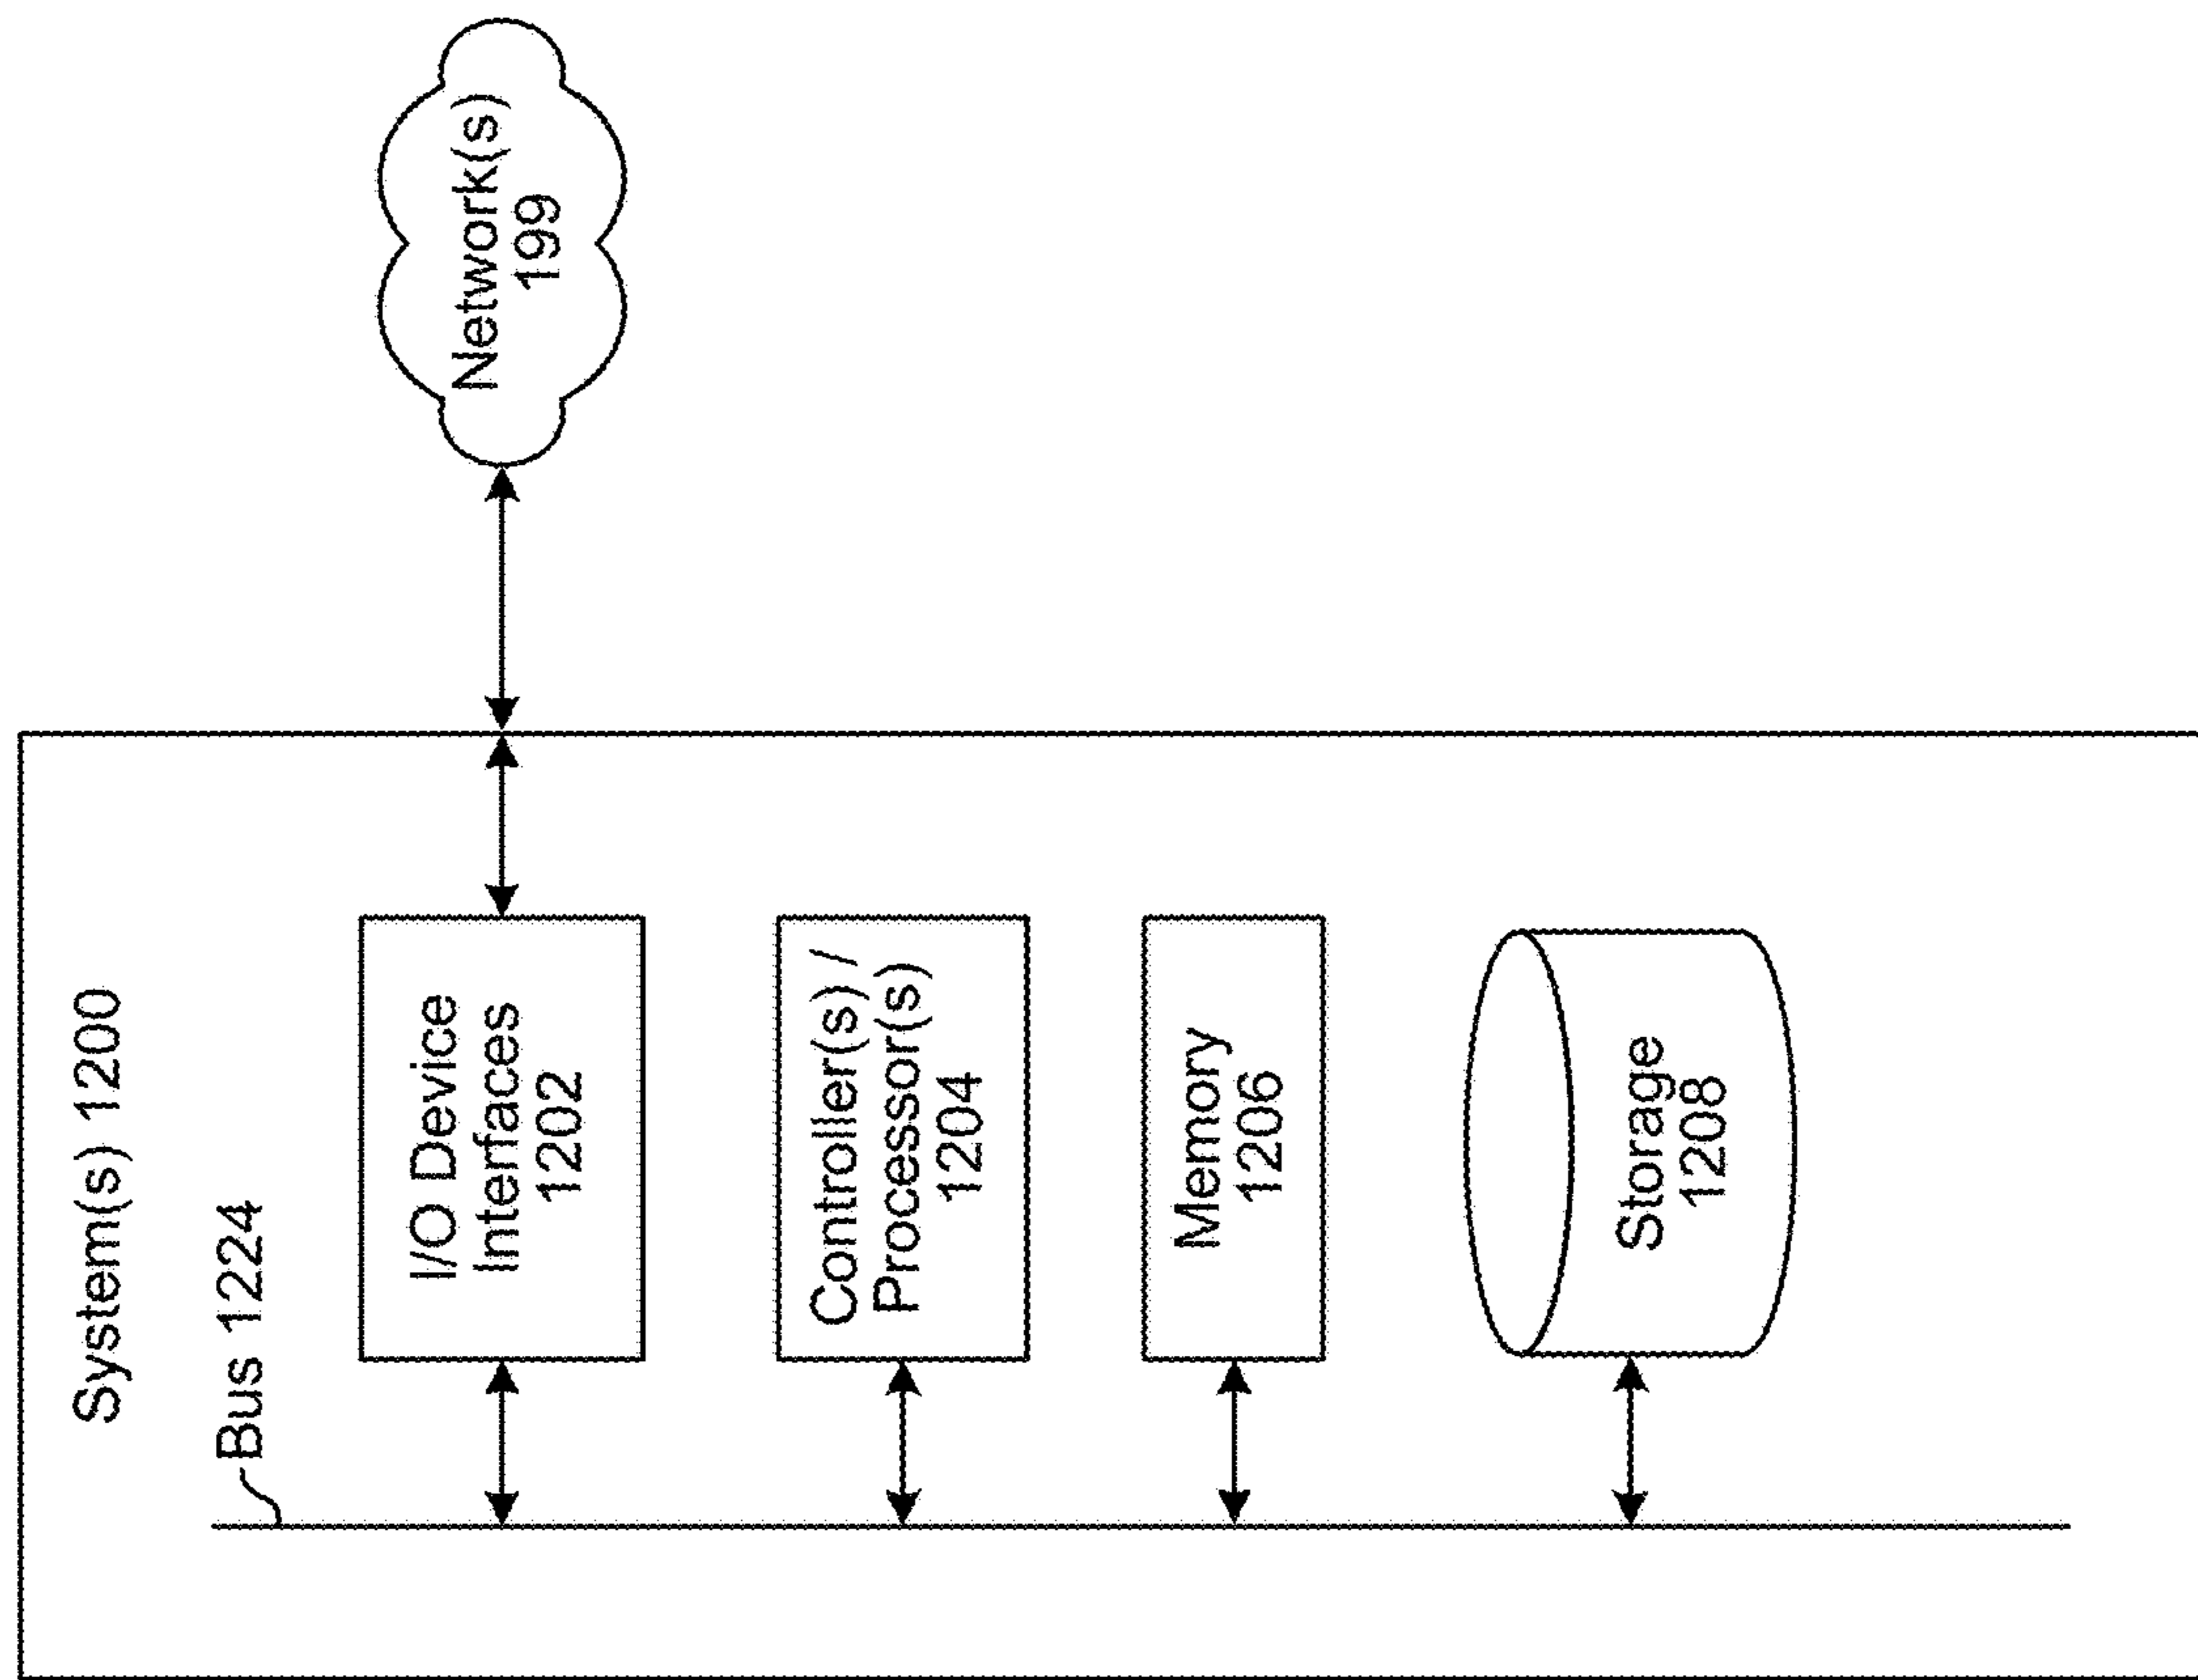 System(s) 1200
Bus 1224
I/O Device
Interfaces
1202
Network(s)
199
Controller(s) /
Processor(s)
1204
Memory
1206
Storage
1208